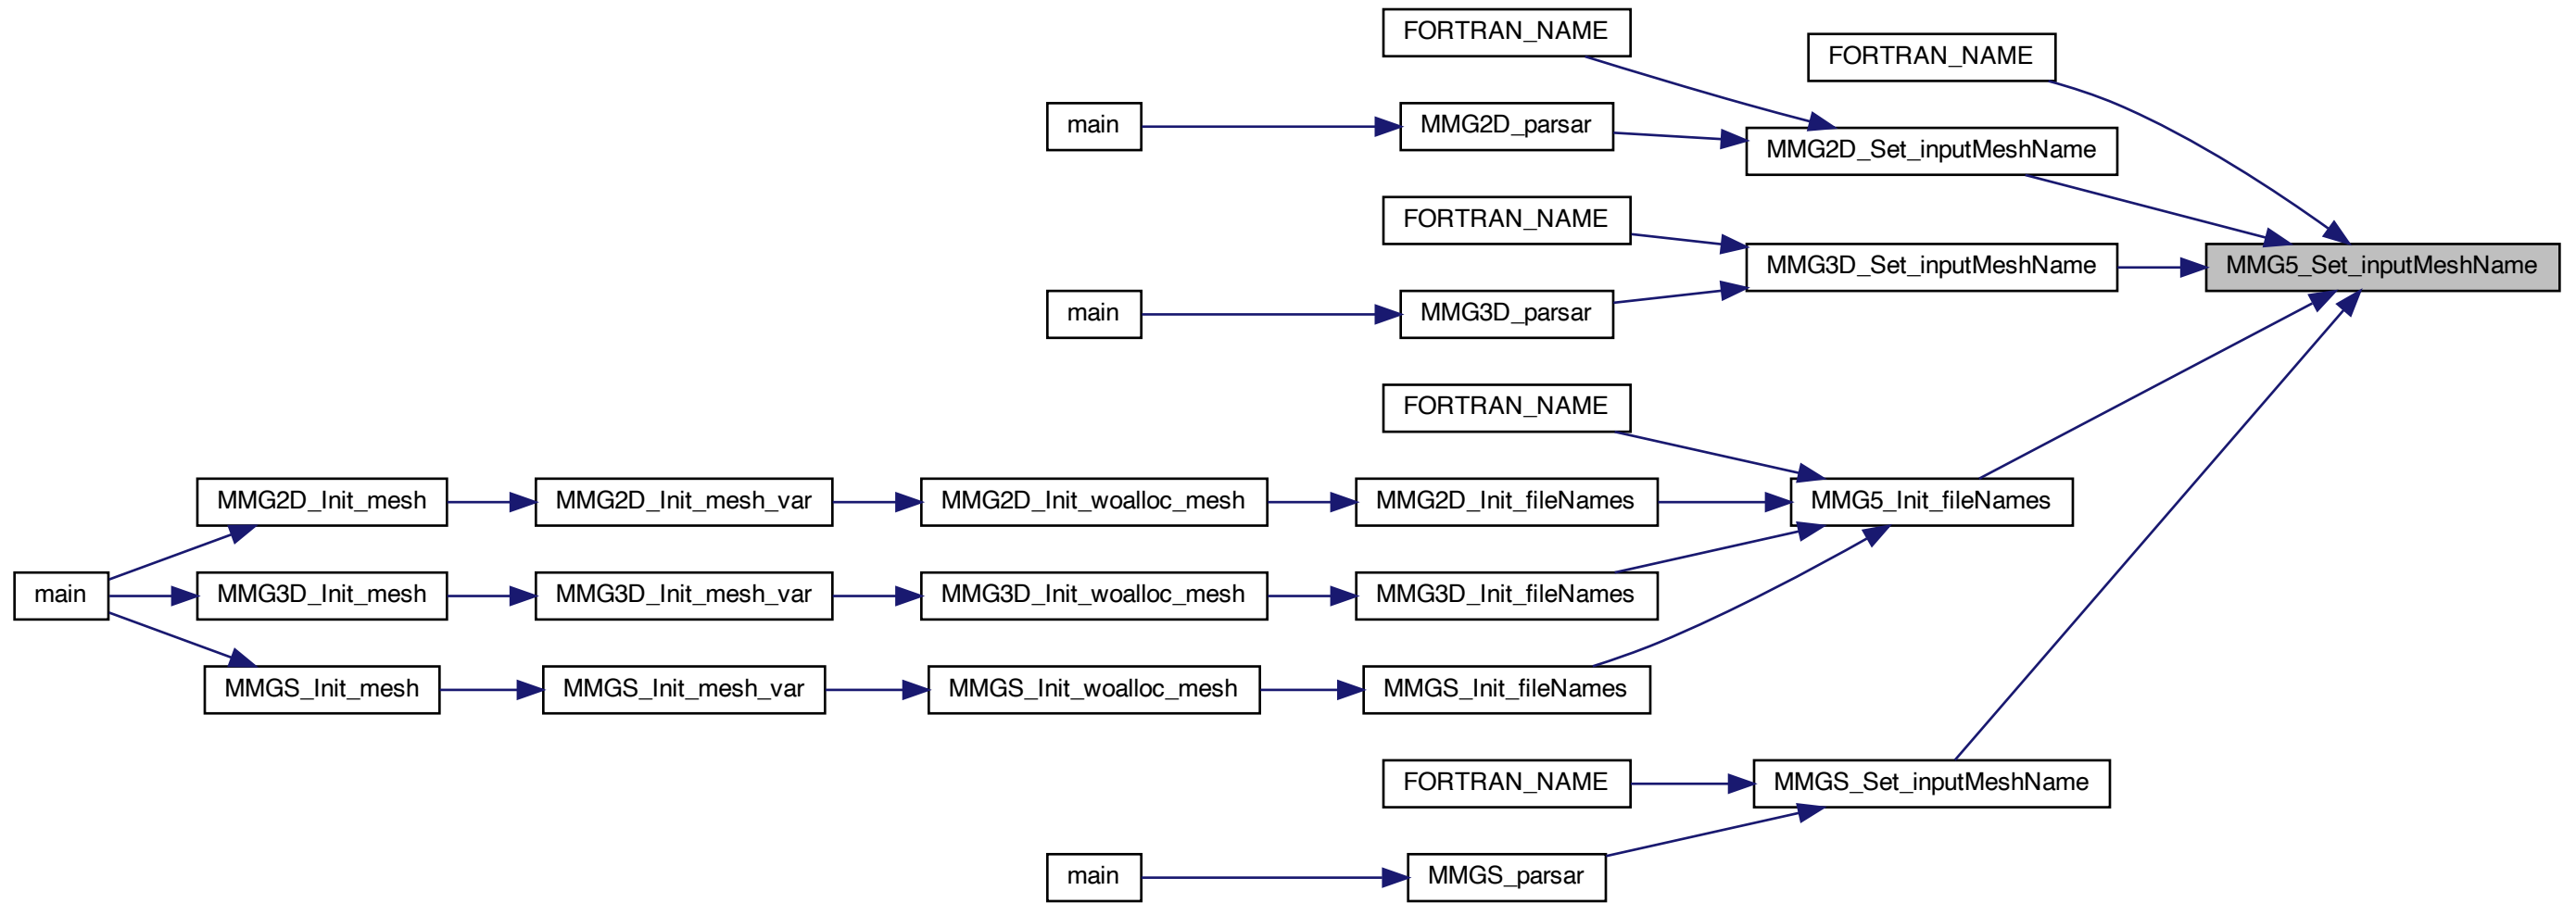 FORTRAN_NAME
FORTRAN_NAME
main
MMG2D_parsar
MMG2D_Set_inputMeshName
FORTRAN_NAME
MMG3D_Set_inputMeshName
MMG5_Set_inputMeshName
main
MMG3D_parsar
FORTRAN_NAME
MMG2D_Init_mesh
MMG2D_Init_mesh_var
MMG2D_Init_woalloc_mesh
MMG2D_Init_fileNames
MMG5_Init_fileNames
main
MMG3D_Init_mesh
MMG3D_Init_mesh_var
MMG3D_Init_woalloc_mesh
MMG3D_Init_fileNames
MMGS_Init_mesh
MMGS_Init_mesh_var
MMGS_Init_woalloc_mesh
MMGS_Init_fileNames
FORTRAN_NAME
MMGS_Set_inputMeshName
main
MMGS_parsar